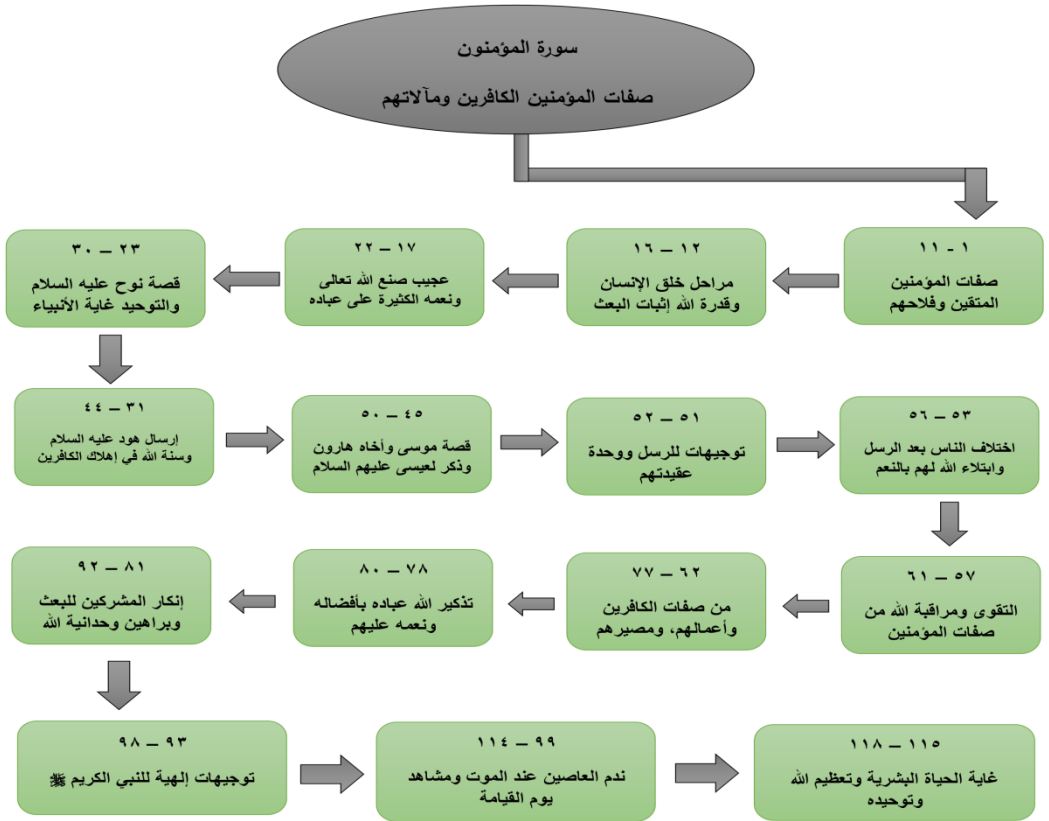 سورة المؤمنون
صفات المؤمنين الكافرين ومآلاتهم
١ - ١١
صفات المؤمنين
المتقين وفلاحهم
١٢ – ١٦
مراحل خلق الإنسان
وقدرة الله إثبات البعث
١٧ – ٢٢
عجيب صنع الله تعالى
ونعمه الكثيرة على عباده
٢٣ – ٣٠
قصة نوح عليه السلام
والتوحيد غاية الأنبياء
٣١ – ٤٤
إرسال هود عليه السلام
وسنة الله في إهلاك الكافرين
٤٥ – ٥٠
قصة موسى وأخاه هارون
وذكر لعيسى عليهم السلام
٥١ – ٥٢
توجيهات للرسل ووحدة
عقيدتهم
٥٣ – ٥٦
اختلاف الناس بعد الرسل
وابتلاء الله لهم بالنعم
٥٧ – ٦١
التقوى ومراقبة الله من
صفات المؤمنين
٦٢ – ٧٧
من صفات الكافرين
وأعمالهم، ومصيرهم
٧٨ – ٨٠
تذكير الله عباده بأفضاله
ونعمه عليهم
٨١ – ٩٢
إنكار المشركين للبعث
وبراهين وحدانية الله
٩٣ – ٩٨
توجيهات إلهية للنبي الكريم ﷺ
٩٩ – ١١٤
ندم العاصين عند الموت ومشاهد
يوم القيامة
١١٥ – ١١٨
غاية الحياة البشرية وتعظيم الله
وتوحيده